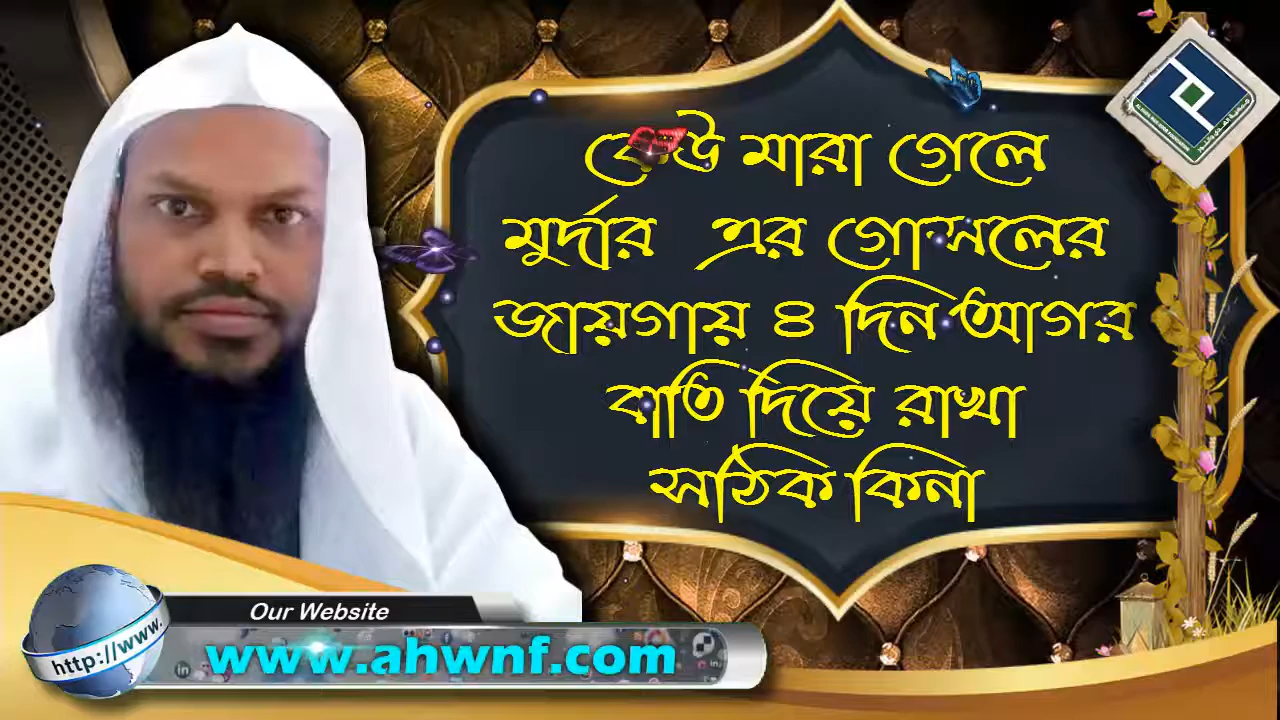 কেউ মারা গেলে
মুর্দার এর গোসলের
জায়গায় ৪ দিন আগর
বাতি দিয়ে রাখা
সঠিক কিনা
Our Website
http://www.
www.ahwnf.com